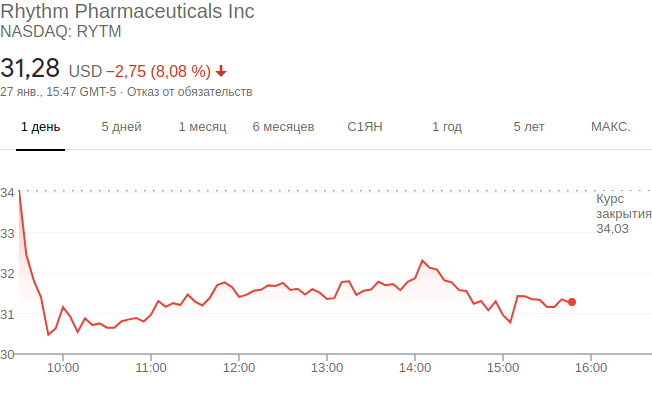 Rhythm Pharmaceuticals Inc
NASDAQ: RYTM
31,28 USD −2,75 (8,08 %)
27 янв., 15:47 GMT-5 · Отказ от обязательств
1 день 5 дней 1 месяц 6 месяцев С1ЯН 1 год 5 лет МАКС.
34
Курс
закрытия
34,03
33
32
31
30
10:00 11:00 12:00 13:00 14:00 15:00 16:00